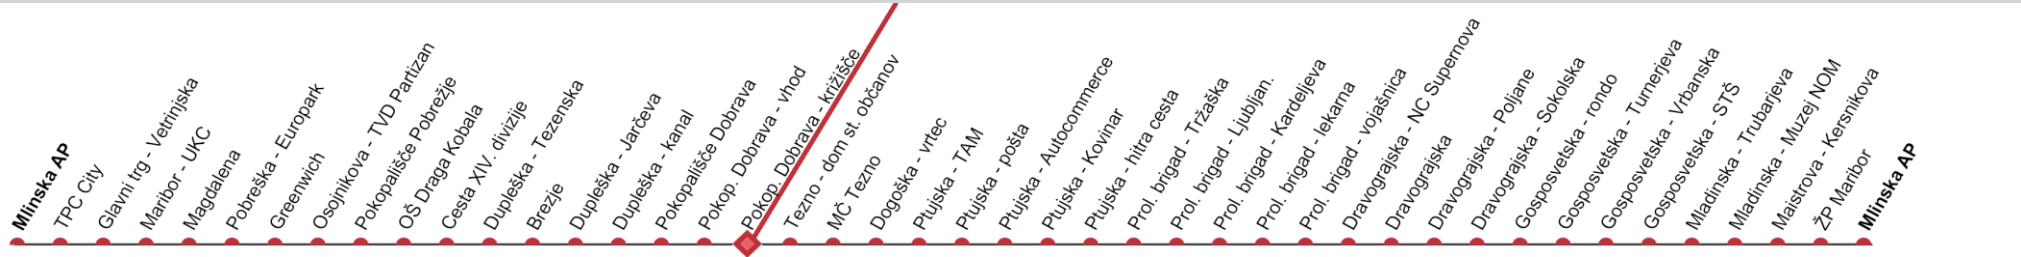 Mlinska AP
TPC City
Glavni trg - Vetrinjska
Maribor - UKC
Magdalena
Pobreška - Europark
Greenwich
Osojnikova - TVD Partizan
Pokopališče Pobrežje
OŠ Draga Kobala
Cesta XIV. divizije
Dupleška - Tezenska
Brezje
Dupleška - Jarčeva
Dupleška - kanal
Pokopališče Dobrava
Pokop. Dobrava - vhod
Pokop. Dobrava - križišče
Tezno - dom st. občanov
MČ Tezno
Dogoška - vrtec
Ptujska - TAM
Ptujska - pošta
Ptujska - Autocommerce
Ptujska - Kovinar
Ptujska - hitra cesta
Prol. brigad - Tržaška
Prol. brigad - Ljubljan.
Prol. brigad - Kardeljeva
Prol. brigad - lekarna
Prol. brigad - vojašnica
Dravograjska - NC Supernova
Dravograjska
Dravograjska - Poljane
Dravograjska - Sokolska
Gosposvetska - rondo
Gosposvetska - Turnerjeva
Gosposvetska - Vrbanska
Gosposvetska - STŠ
Mladinska - Trubarjeva
Mladinska - Muzej NOM
Maistrova - Kersnikova
ŽP Maribor
Mlinska AP